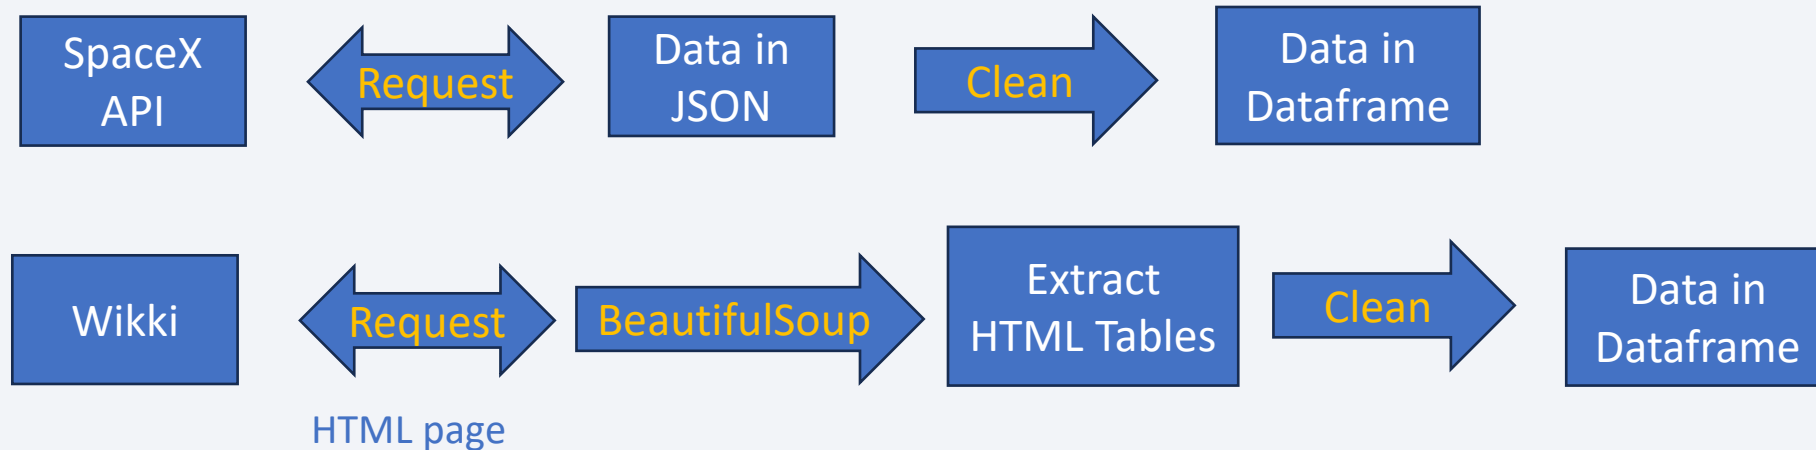 SpaceX
API
Request
Data in
JSON
Clean
Data in
Dataframe
Wikki
Request
BeautifulSoup
Extract
HTML Tables
Clean
Data in
Dataframe
HTML page